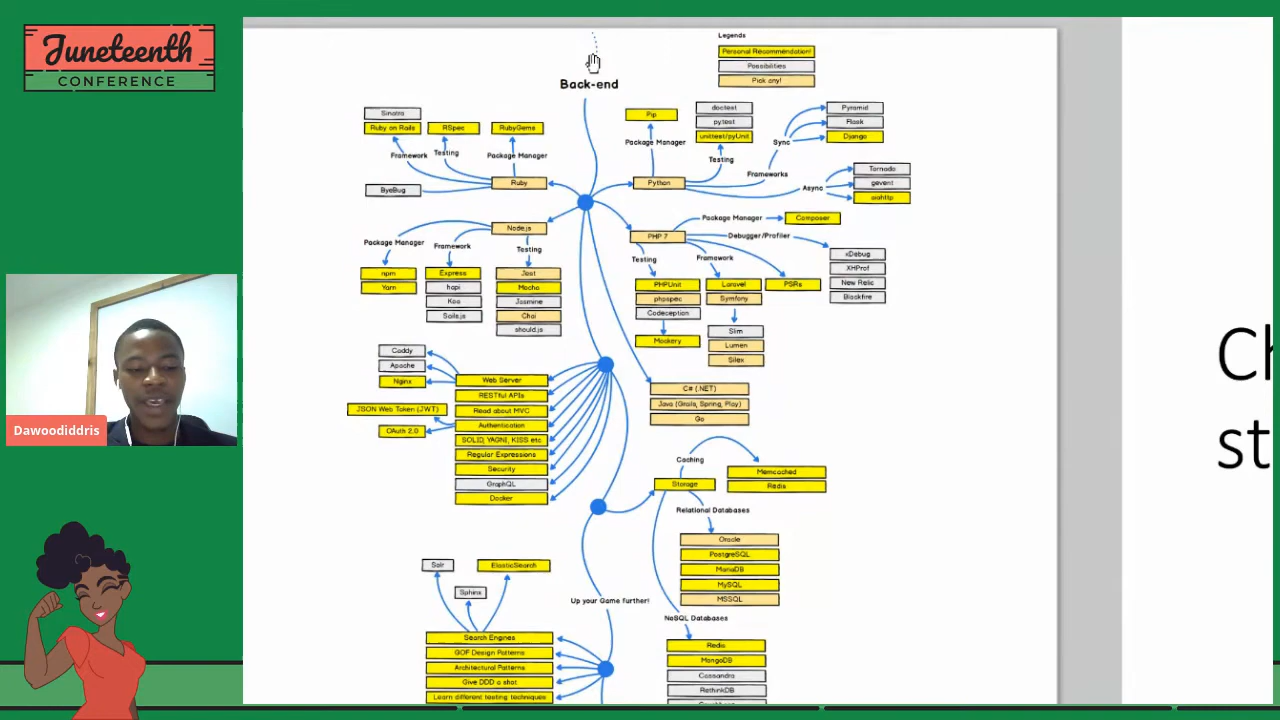 Juneteenth
CONFERENCE
Dawoodiddris
Legends
Personal Recommendation!
Possibilities
Pick any!
Back-end
Sinatra
Ruby on Rails
RSpec
RubyGems
Framework
Testing
Package Manager
ByeBug
Ruby
Pip
Package Manager
doctest
pytest
unittest/pyUnit
Testing
Python
Frameworks
Sync
Pyramid
Flask
Django
Async
Tornado
gevent
aiohttp
Node.js
Package Manager
Framework
Testing
npm
Yarn
Express
hapi
Koa
Sails.js
Jest
Mocha
Jasmine
Chai
should.js
PHP 7
Package Manager
Composer
Debugger/Profiler
xDebug
XHProf
New Relic
Blackfire
Testing
Framework
PHPUnit
phpspec
Codeception
Mockery
Laravel
Symfony
Slim
Lumen
Silex
PSRs
Caddy
Apache
Nginx
JSON Web Token (JWT)
OAuth 2.0
Web Server
RESTful APIs
Read about MVC
Authentication
SOLID, YAGNI, KISS etc
Regular Expressions
Security
GraphQL
Docker
C# (.NET)
Java (Grails, Spring, Play)
Go
Caching
Memcached
Redis
Storage
Relational Databases
Oracle
PostgreSQL
MariaDB
MySQL
MSSQL
NoSQL Databases
Redis
MongoDB
Cassandra
RethinkDB
Solr
ElasticSearch
Sphinx
Up your Game further!
Search Engines
GOF Design Patterns
Architectural Patterns
Give DDD a shot
Learn different testing techniques
Ch
st